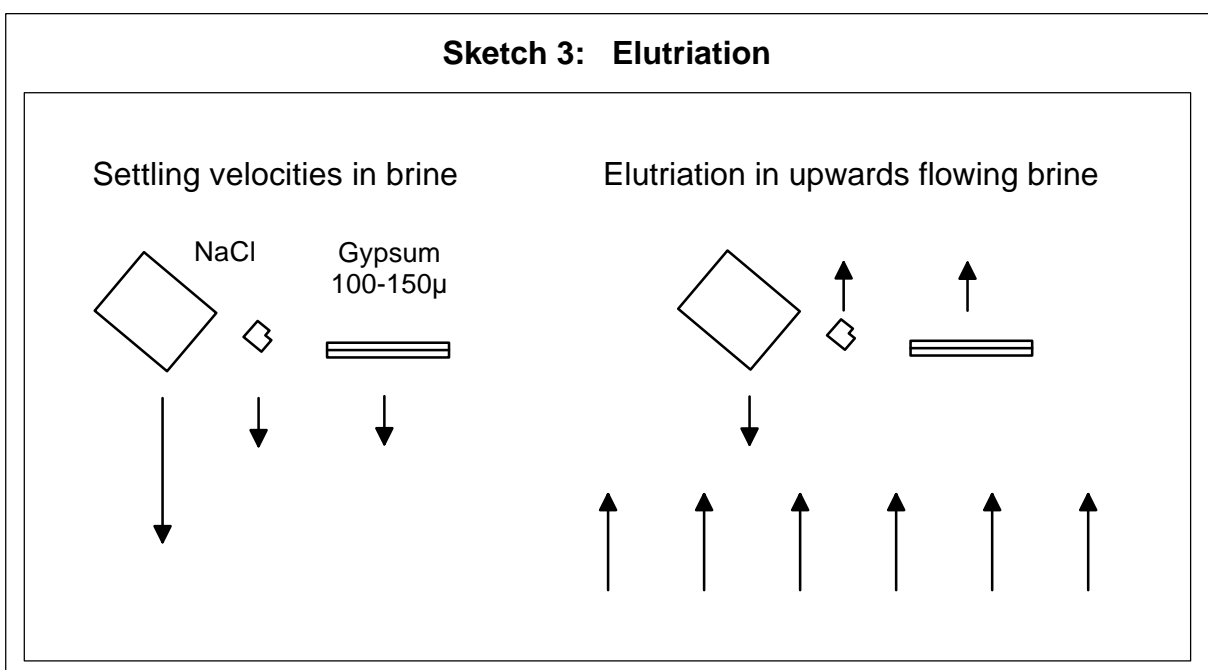 Sketch 3: Elutriation
Settling velocities in brine
NaCl
Gypsum
100-150µ
Elutriation in upwards flowing brine